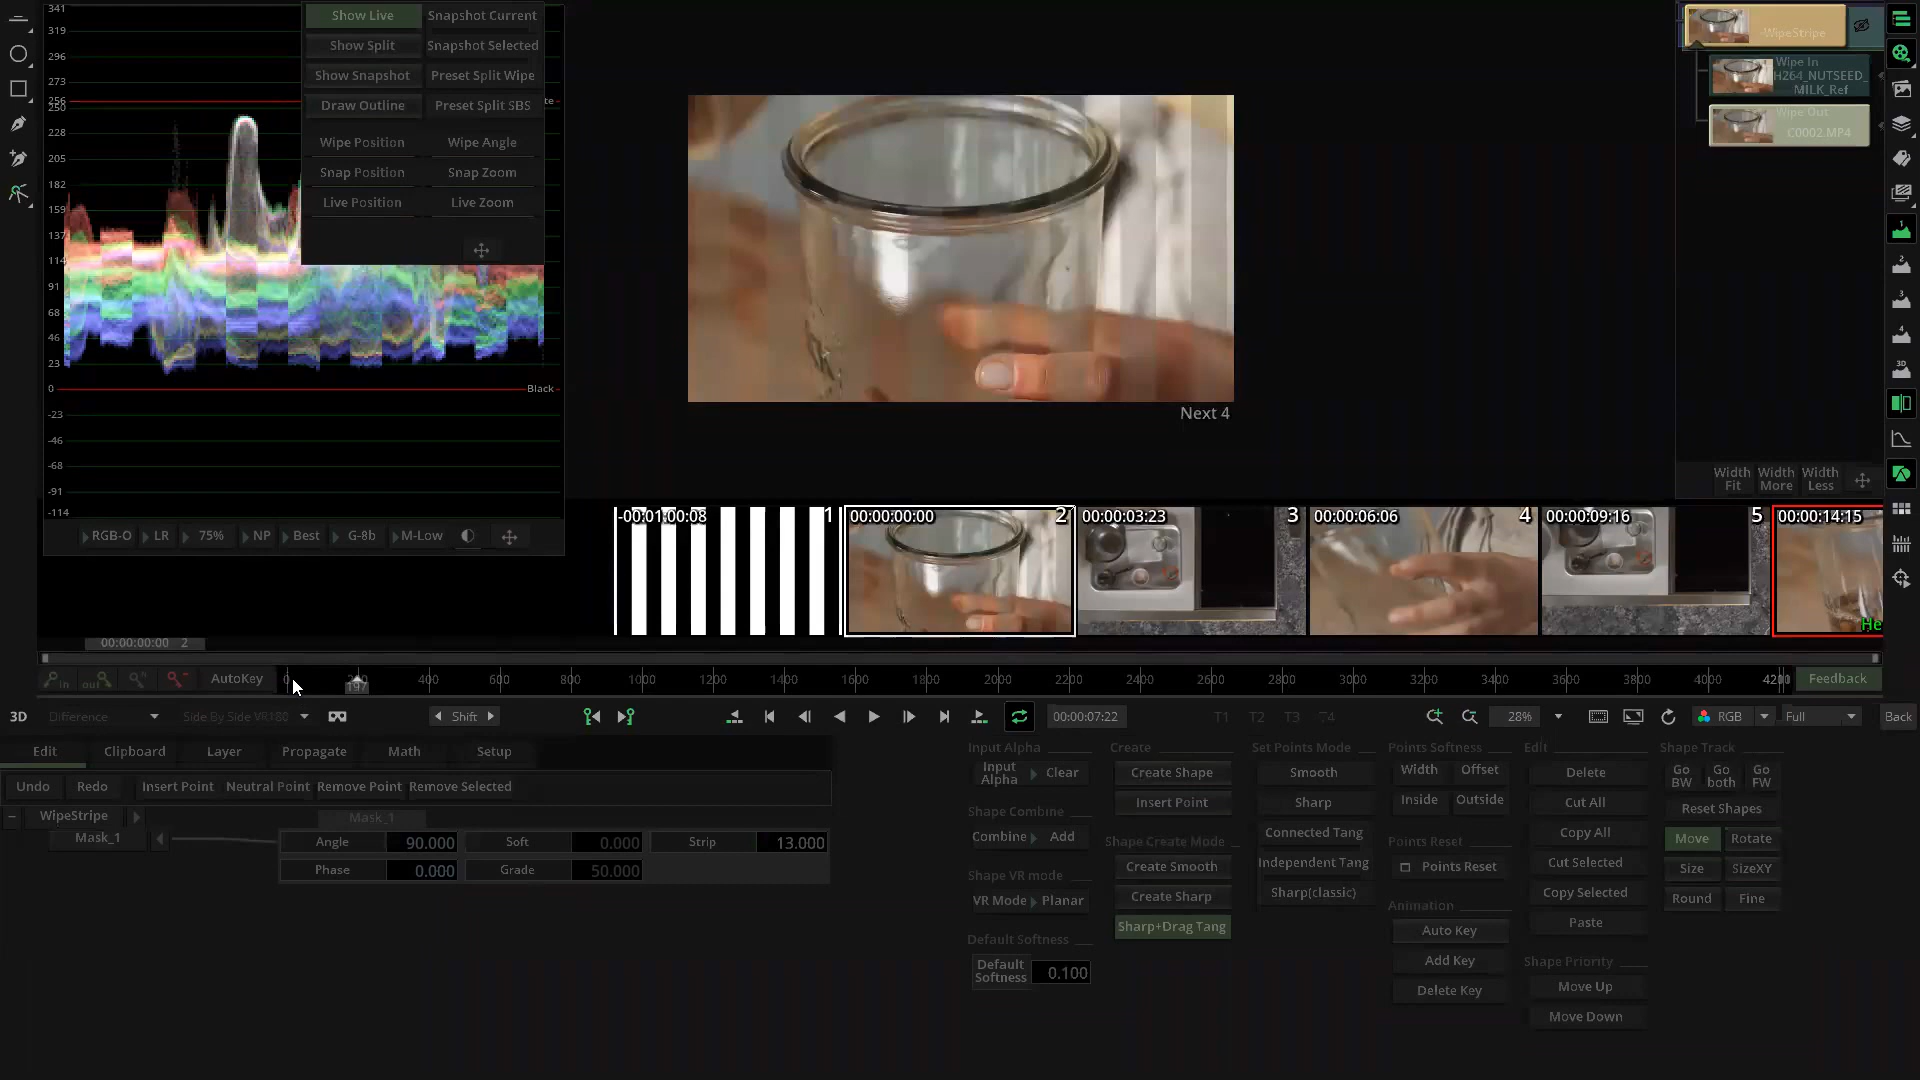 341
319
296
273
256
250
228
205
182
159
137
114
91
68
46
23
0
-23
-46
-68
-91
-114
Black
Show Live Snapshot Current
Show Split Snapshot Selected
Show Snapshot Preset Split Wipe
Draw Outline Preset Split SBS
Wipe Position Wipe Angle
Snap Position Snap Zoom
Live Position Live Zoom
RGB-O LR 75% NP Best G-8b M-Low
Next 4
-WipeStripe
Wipe In
H264_NUTSEED_
MILK_Ref
Wipe Out
C0002.MP4
Width Fit Width More Width Less
-00:01:00:08 1 00:00:00:00 2 00:00:03:23 3 00:00:06:06 4 00:00:09:16 5 00:00:14:15
He
00:00:00:00 2
in out AutoKey 0 197 400 600 800 1000 1200 1400 1600 1800 2000 2200 2400 2600 2800 3000 3200 3400 3600 3800 4000 Feedback
3D Difference Side By Side VR180 Shift 00:00:07:22 T1 T2 T3 T4 28% RGB Full Back
Edit Clipboard Layer Propagate Math Setup
Undo Redo Insert Point Neutral Point Remove Point Remove Selected
WipeStripe Mask_1
Mask_1 Angle 90.000 Soft 0.000 Strip 13.000
Phase 0.000 Grade 50.000
Input Alpha
Input Alpha Clear
Shape Combine
Combine Add
Shape VR mode
VR Mode Planar
Default Softness
Default Softness 0.100
Create
Create Shape
Insert Point
Shape Create Mode
Create Smooth
Create Sharp
Sharp+Drag Tang
Set Points Mode
Smooth
Sharp
Connected Tang
Independent Tang
Sharp(classic)
Points Softness
Width Offset
Inside Outside
Points Reset
Points Reset
Animation
Auto Key
Add Key
Delete Key
Edit
Delete
Cut All
Copy All
Cut Selected
Copy Selected
Paste
Shape Priority
Move Up
Move Down
Shape Track
Go BW Go both Go FW
Reset Shapes
Move Rotate
Size SizeXY
Round Fine